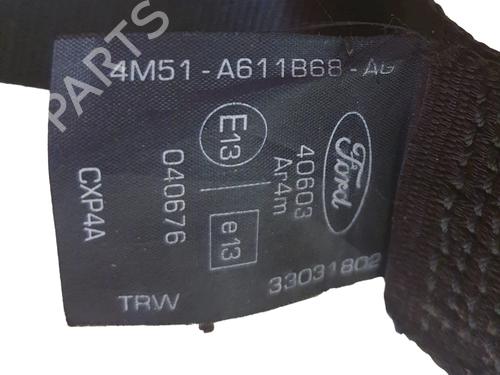 4M51-A611B68-AG
E13
40603
Ar4m
Ford
040676
e13
CXP4A
TRW
33031802
PARTS